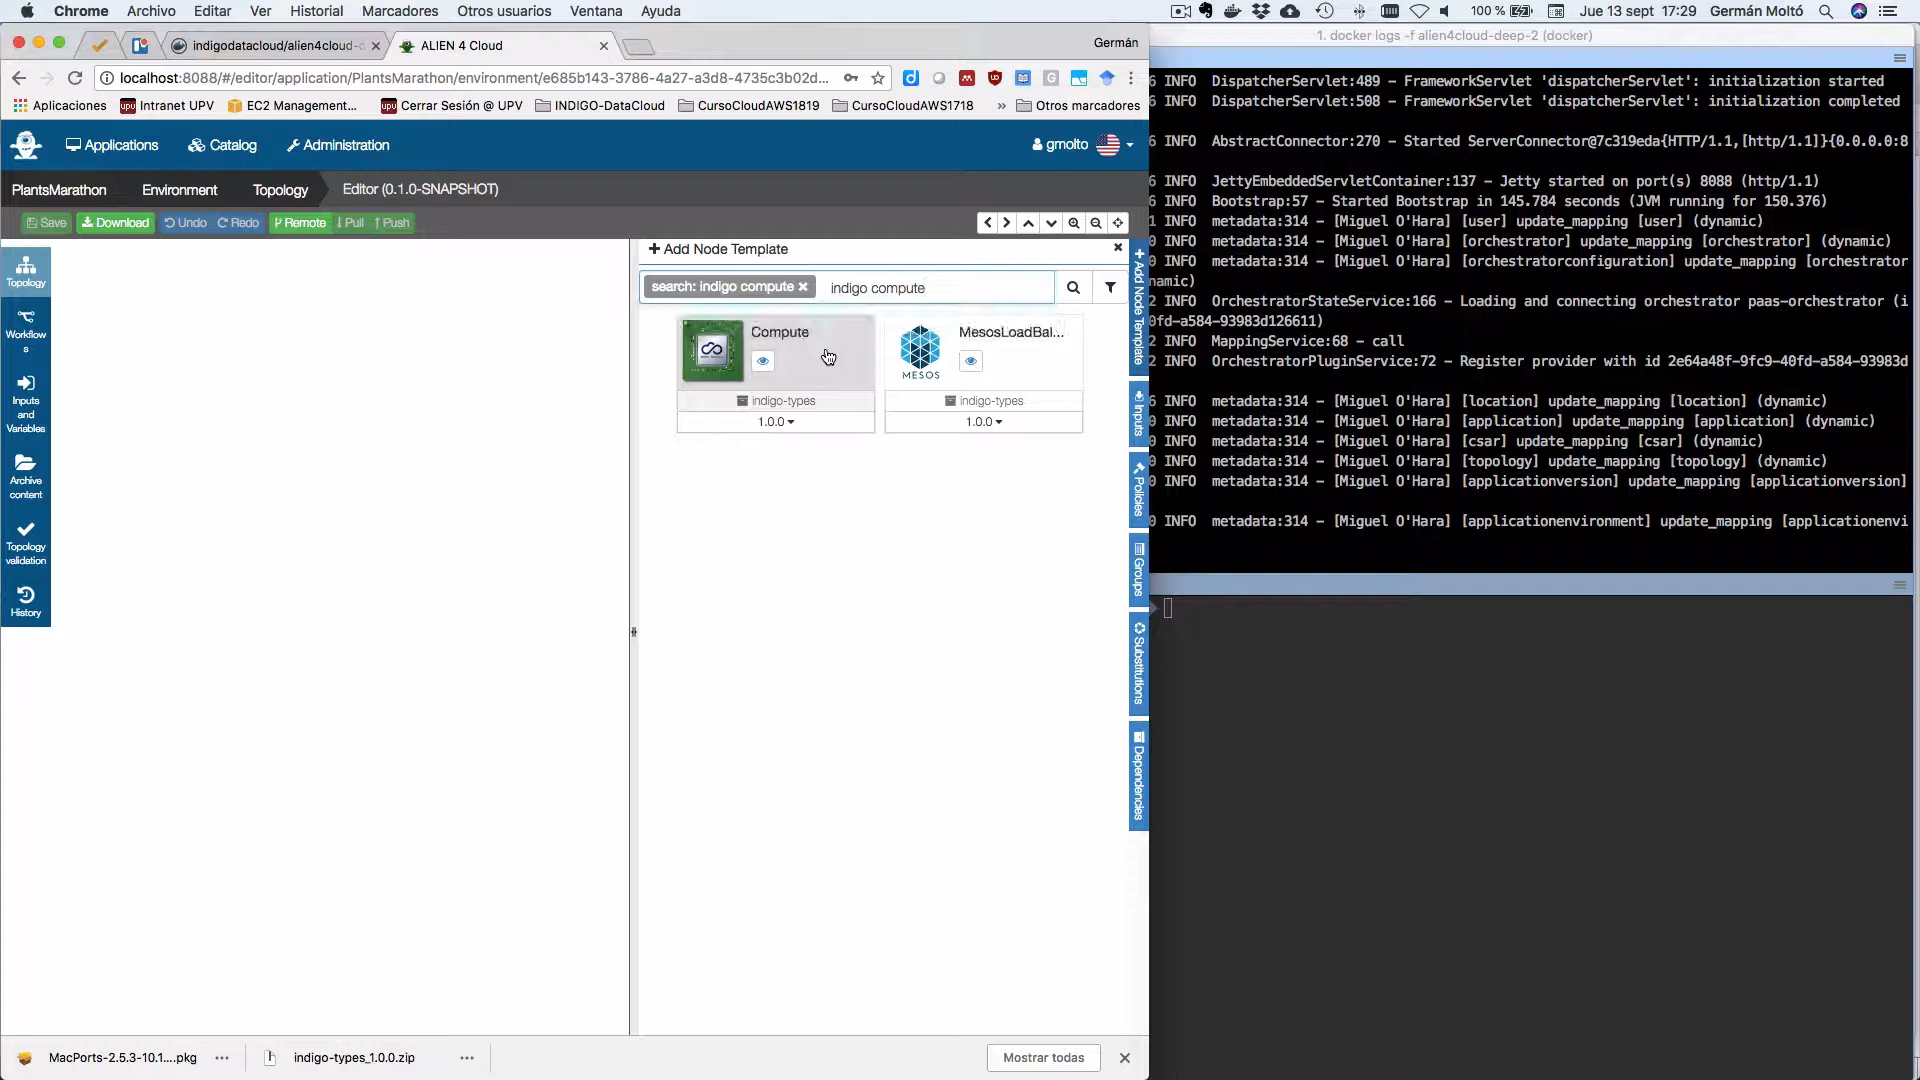 Chrome Archivo Editar Ver Historial Marcadores Otros usuarios Ventana Ayuda
100 % Jue 13 sept 17:29 Germán Moltó
indigodatacloud/alien4cloud-d
ALIEN 4 Cloud
Germán
localhost:8088/#/editor/application/PlantsMarathon/environment/e685b143-3786-4a27-a3d8-4735c3b02d...
Aplicaciones Intranet UPV EC2 Management... Cerrar Sesión @ UPV INDIGO-DataCloud CursoCloudAWS1819 CursoCloudAWS1718 » Otros marcadores
Applications Catalog Administration gmolto
PlantsMarathon Environment Topology Editor (0.1.0-SNAPSHOT)
Save Download Undo Redo Remote Pull Push
Topology
Workflow
s
Inputs
and
Variables
Archive
content
Topology
validation
History
+ Add Node Template
search: indigo compute × indigo compute
Compute
indigo-types
1.0.0
MesosLoadBal...
MESOS
indigo-types
1.0.0
+ Add Node Template
Inputs
Policies
Groups
Substitutions
Dependencies
MacPorts-2.5.3-10.1....pkg
indigo-types_1.0.0.zip
Mostrar todas
1. docker logs -f alien4cloud-deep-2 (docker)
6 INFO DispatcherServlet:489 - FrameworkServlet 'dispatcherServlet': initialization started
6 INFO DispatcherServlet:508 - FrameworkServlet 'dispatcherServlet': initialization completed
6 INFO AbstractConnector:270 - Started ServerConnector@7c319eda{HTTP/1.1,[http/1.1]}{0.0.0.0:8
6 INFO JettyEmbeddedServletContainer:137 - Jetty started on port(s) 8088 (http/1.1)
6 INFO Bootstrap:57 - Started Bootstrap in 145.784 seconds (JVM running for 150.376)
1 INFO metadata:314 - [Miguel O'Hara] [user] update_mapping [user] (dynamic)
0 INFO metadata:314 - [Miguel O'Hara] [orchestrator] update_mapping [orchestrator] (dynamic)
0 INFO metadata:314 - [Miguel O'Hara] [orchestratorconfiguration] update_mapping [orchestrator
namic)
2 INFO OrchestratorStateService:166 - Loading and connecting orchestrator paas-orchestrator (i
0fd-a584-93983d126611)
2 INFO MappingService:68 - call
2 INFO OrchestratorPluginService:72 - Register provider with id 2e64a48f-9fc9-40fd-a584-93983d
6 INFO metadata:314 - [Miguel O'Hara] [location] update_mapping [location] (dynamic)
0 INFO metadata:314 - [Miguel O'Hara] [application] update_mapping [application] (dynamic)
0 INFO metadata:314 - [Miguel O'Hara] [csar] update_mapping [csar] (dynamic)
0 INFO metadata:314 - [Miguel O'Hara] [topology] update_mapping [topology] (dynamic)
0 INFO metadata:314 - [Miguel O'Hara] [applicationversion] update_mapping [applicationversion]
0 INFO metadata:314 - [Miguel O'Hara] [applicationenvironment] update_mapping [applicationenvi